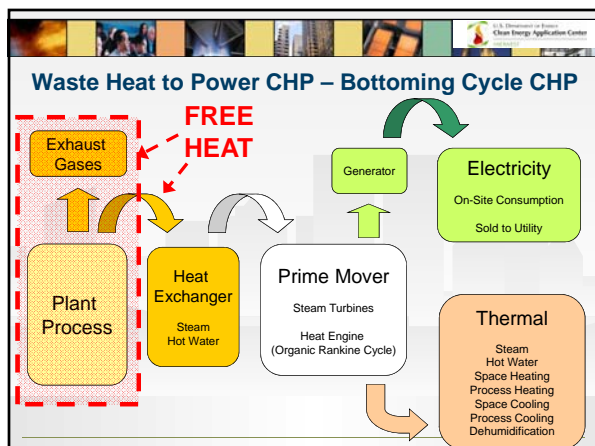 U.S. Department of Energy
Clean Energy Application Center
MIDWEST
Waste Heat to Power CHP – Bottoming Cycle CHP
FREE
HEAT
Exhaust
Gases
Plant
Process
Heat
Exchanger
Steam
Hot Water
Prime Mover
Steam Turbines
Heat Engine
(Organic Rankine Cycle)
Generator
Electricity
On-Site Consumption
Sold to Utility
Thermal
Steam
Hot Water
Space Heating
Process Heating
Space Cooling
Process Cooling
Dehumidification